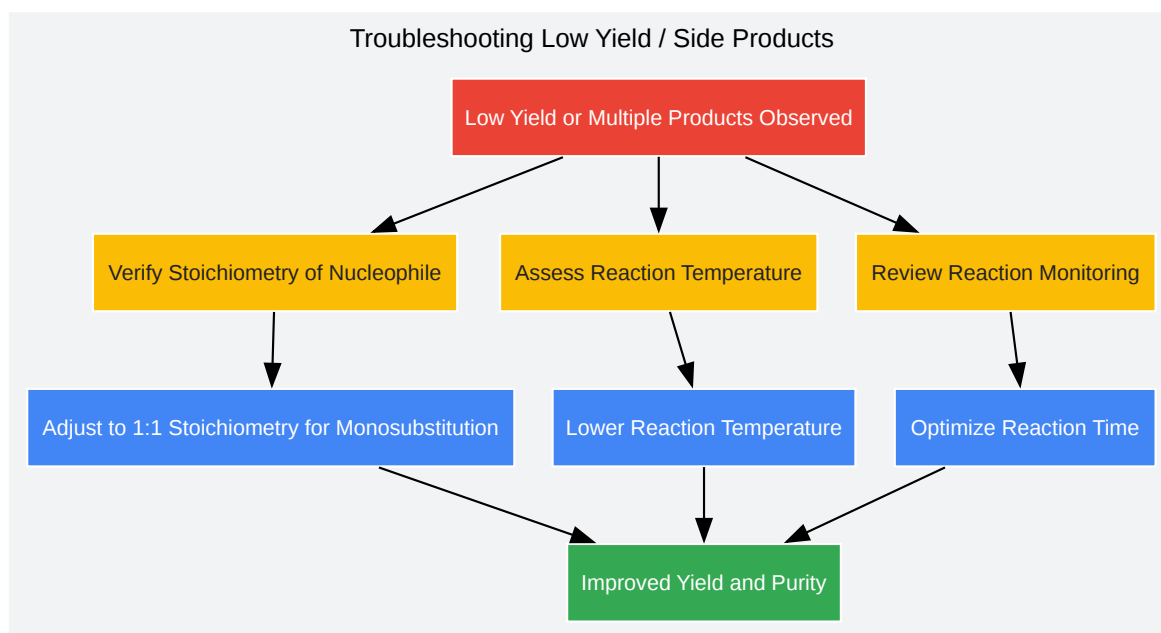 Troubleshooting Low Yield / Side Products
Low Yield or Multiple Products Observed
Verify Stoichiometry of Nucleophile
Assess Reaction Temperature
Review Reaction Monitoring
Adjust to 1:1 Stoichiometry for Monosubstitution
Lower Reaction Temperature
Optimize Reaction Time
Improved Yield and Purity